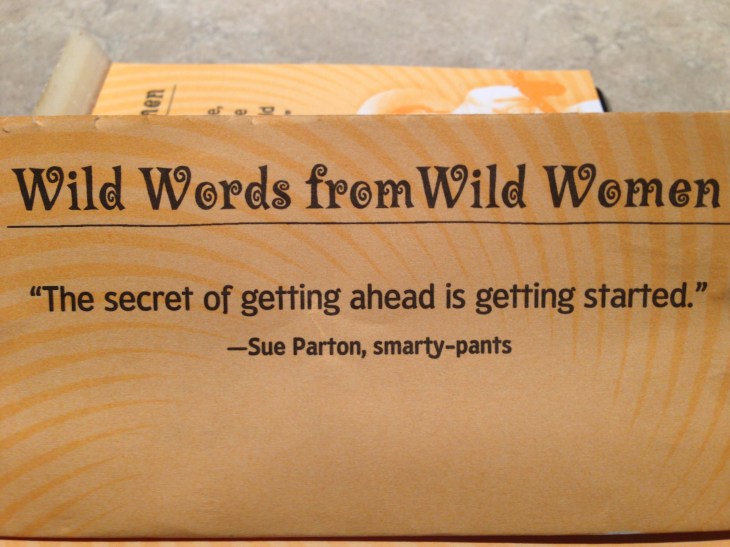 Wild Words from Wild Women
“The secret of getting ahead is getting started.”
—Sue Parton, smarty-pants